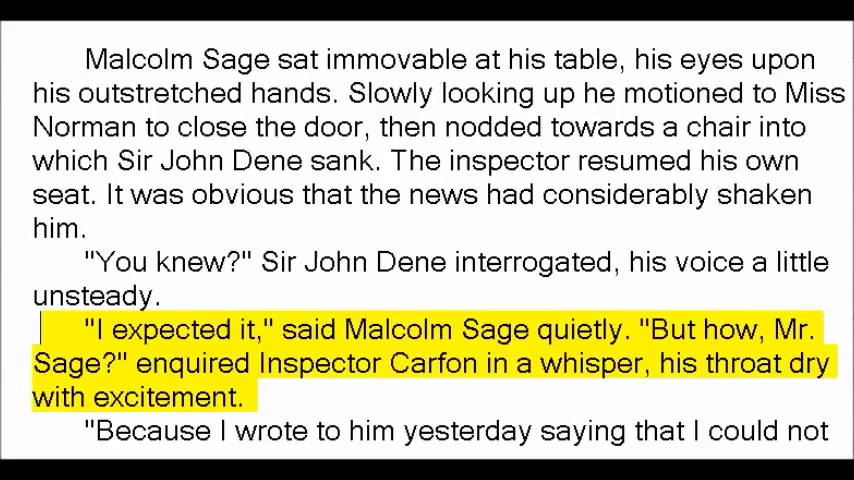 Malcolm Sage sat immovable at his table, his eyes upon
his outstretched hands. Slowly looking up he motioned to Miss
Norman to close the door, then nodded towards a chair into
which Sir John Dene sank. The inspector resumed his own
seat. It was obvious that the news had considerably shaken
him.
"You knew?" Sir John Dene interrogated, his voice a little
unsteady.
"I expected it," said Malcolm Sage quietly. "But how, Mr.
Sage?" enquired Inspector Carfon in a whisper, his throat dry
with excitement.
"Because I wrote to him yesterday saying that I could not